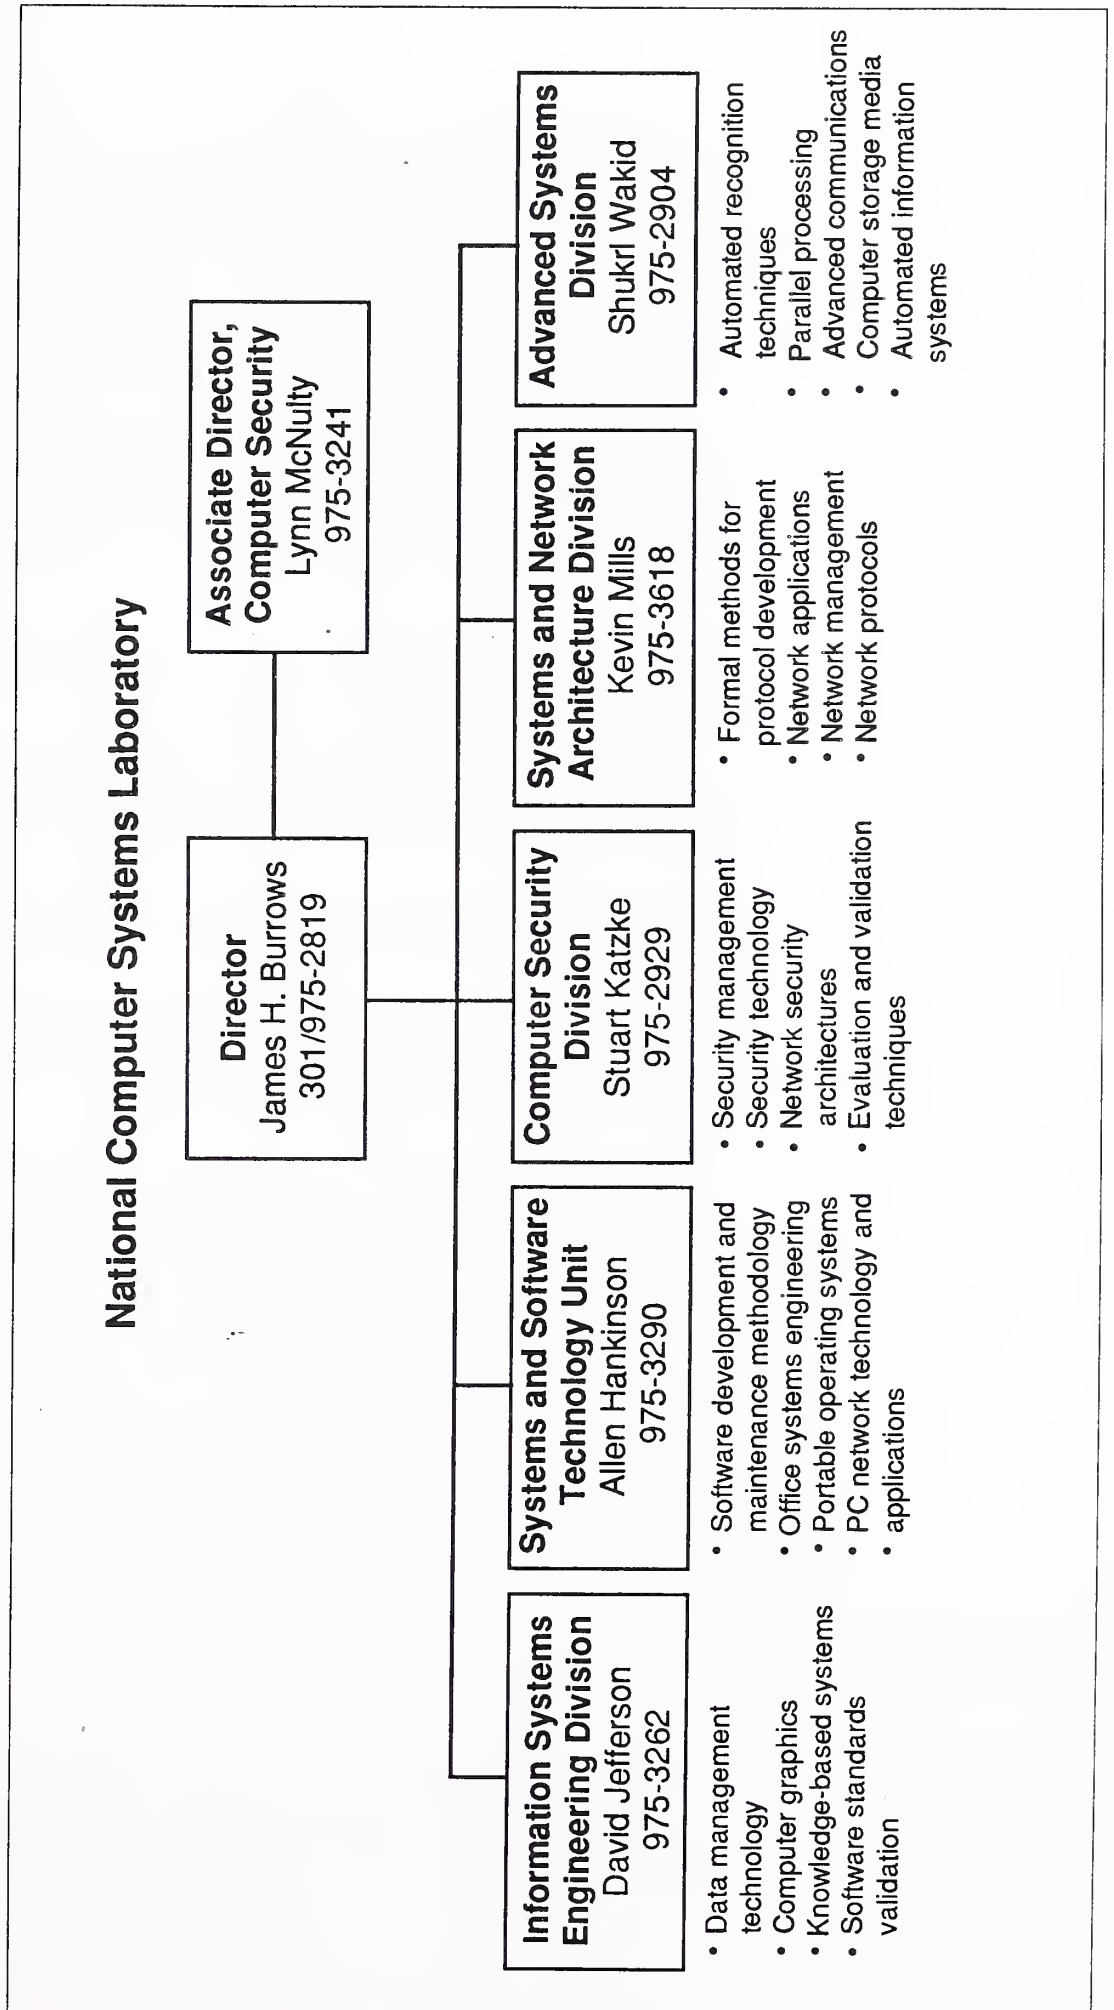 National Computer Systems Laboratory
Director
James H. Burrows
301/975-2819
Associate Director,
Computer Security
Lynn McNulty
975-3241
Information Systems
Engineering Division
David Jefferson
975-3262
• Data management
technology
• Computer graphics
• Knowledge-based systems
• Software standards
validation
Systems and Software
Technology Unit
Allen Hankinson
975-3290
• Software development and
maintenance methodology
• Office systems engineering
• Portable operating systems
• PC network technology and
• applications
Computer Security
Division
Stuart Katzke
975-2929
• Security management
• Security technology
• Network security
architectures
• Evaluation and validation
techniques
Systems and Network
Architecture Division
Kevin Mills
975-3618
• Formal methods for
protocol development
• Network applications
• Network management
• Network protocols
Advanced Systems
Division
Shukrl Wakid
975-2904
• Automated recognition
techniques
• Parallel processing
• Advanced communications
• Computer storage media
• Automated information
systems